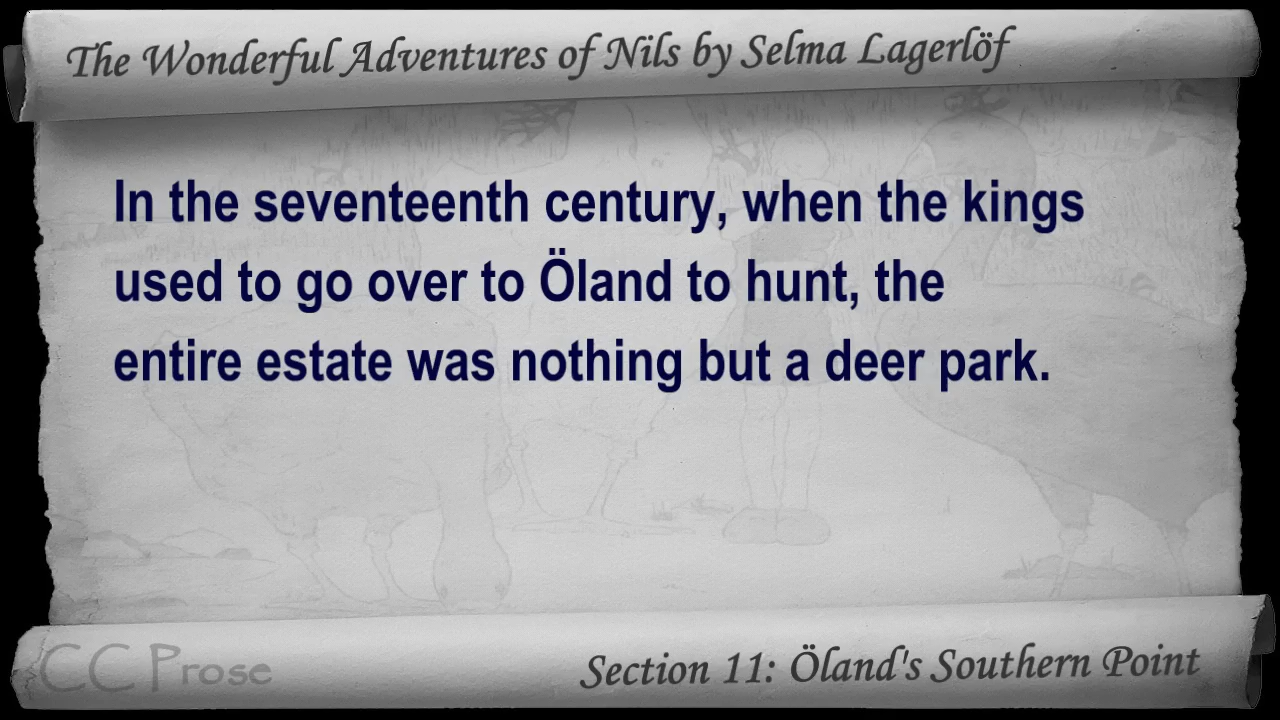 The Wonderful Adventures of Nils by Selma Lagerlöf
In the seventeenth century, when the kings
used to go over to Öland to hunt, the
entire estate was nothing but a deer park.
CC Prose
Section 11: Öland's Southern Point